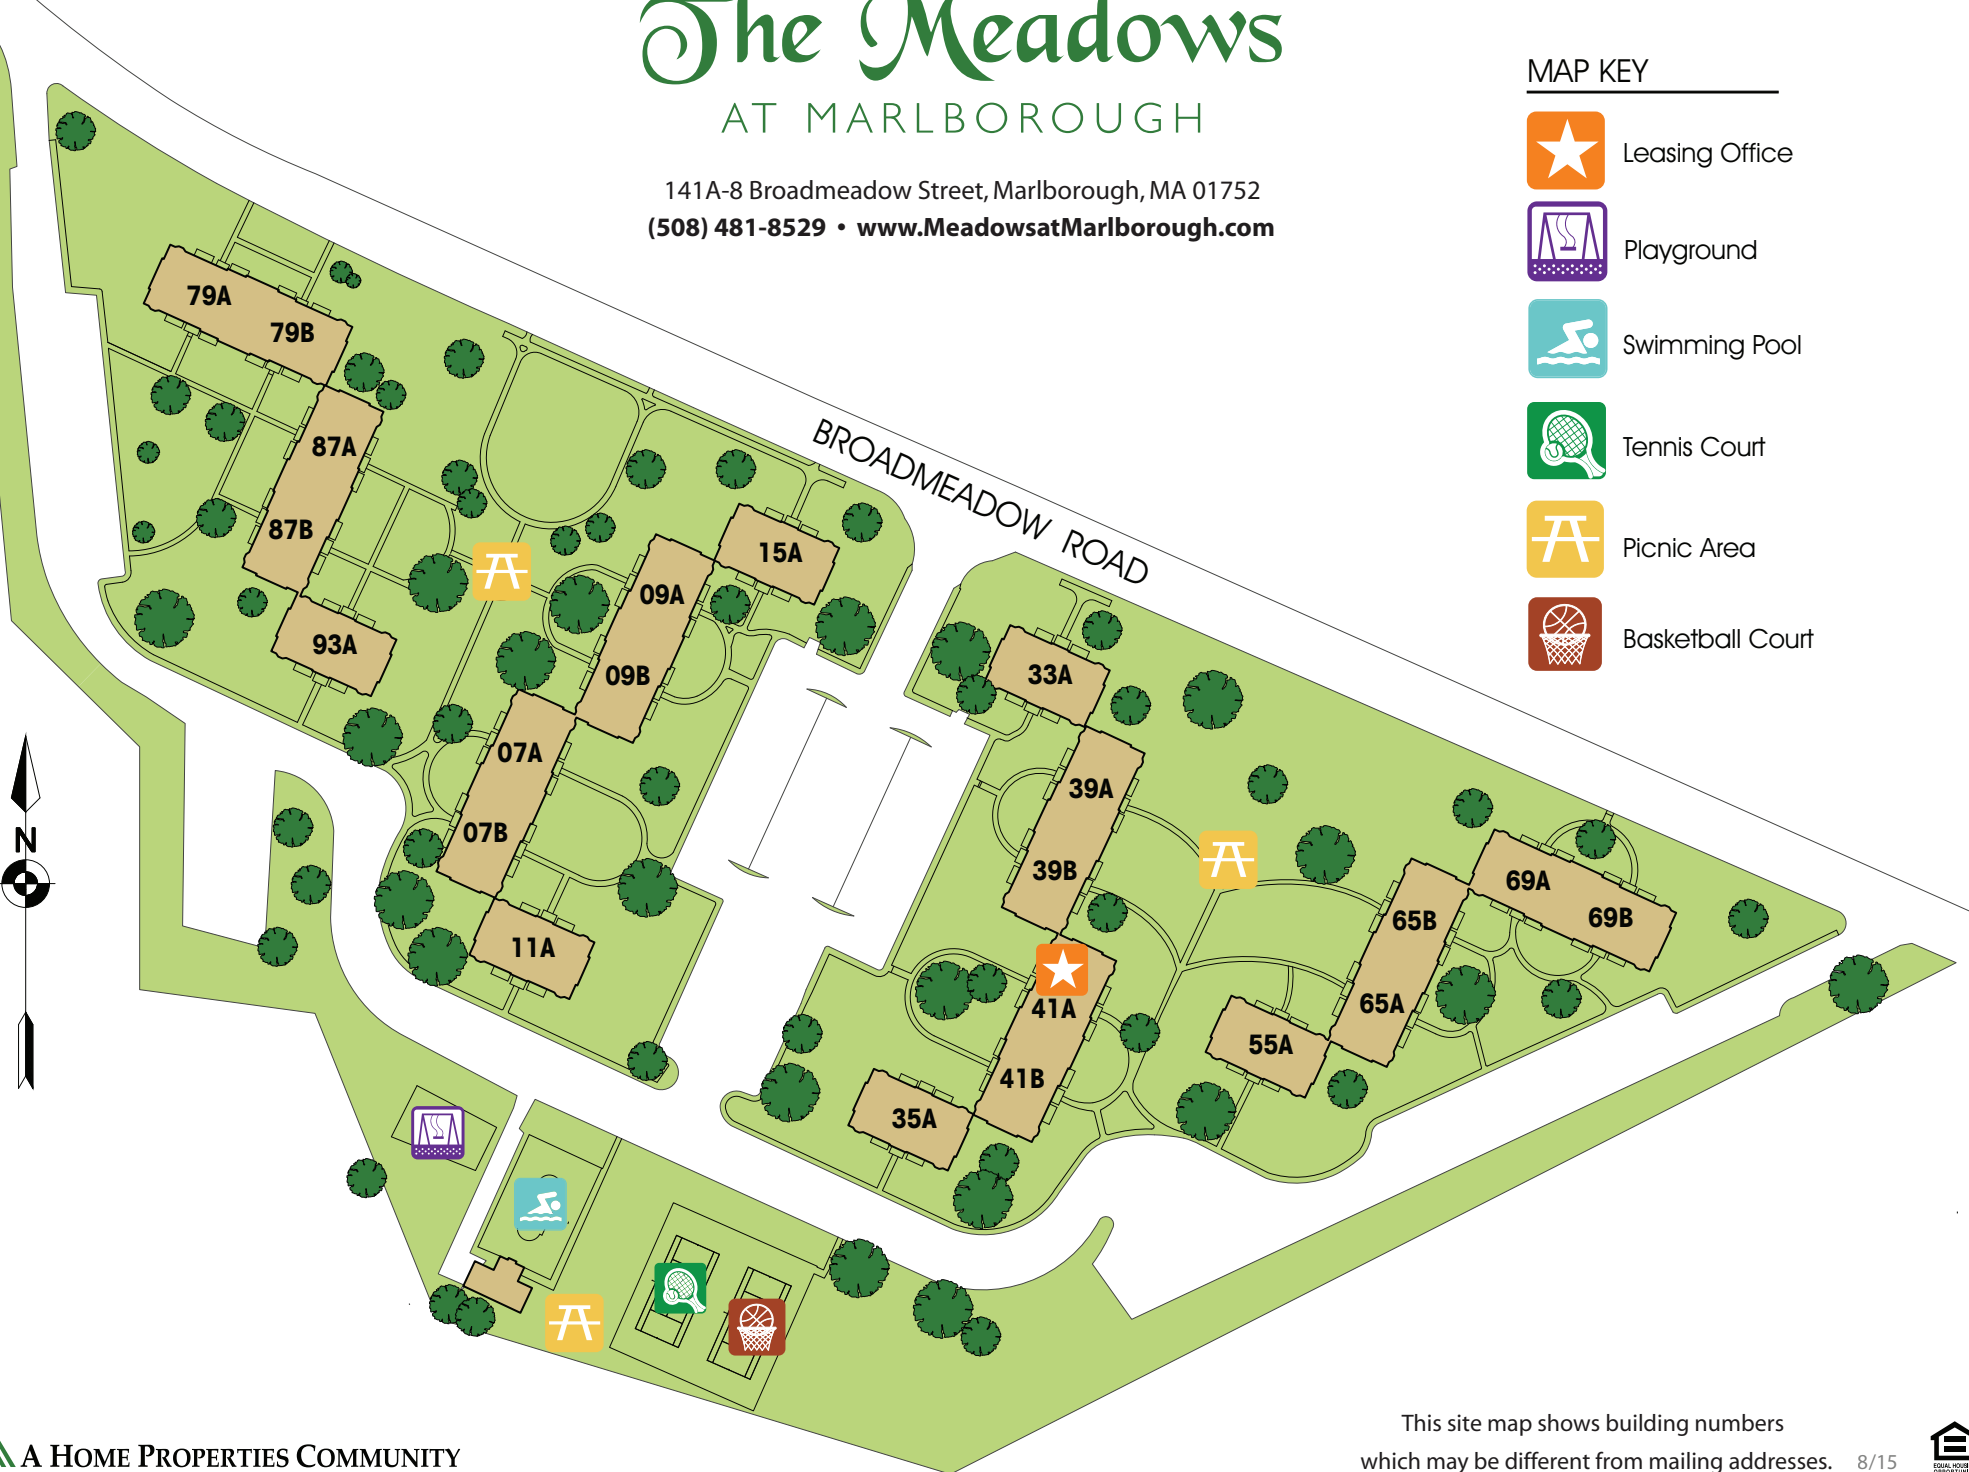 The Meadows
AT MARLBOROUGH
141A-8 Broadmeadow Street, Marlborough, MA 01752
(508) 481-8529 • www.MeadowsatMarlborough.com
MAP KEY
Leasing Office
Playground
Swimming Pool
Tennis Court
Picnic Area
Basketball Court
BROADMEADOW ROAD
79A
79B
87A
87B
93A
15A
09A
09B
07A
07B
11A
33A
39A
39B
41A
41B
35A
69A
69B
65B
65A
55A
N
A HOME PROPERTIES COMMUNITY
This site map shows building numbers
which may be different from mailing addresses. 8/15
EQUAL HOUSING
OPPORTUNITY